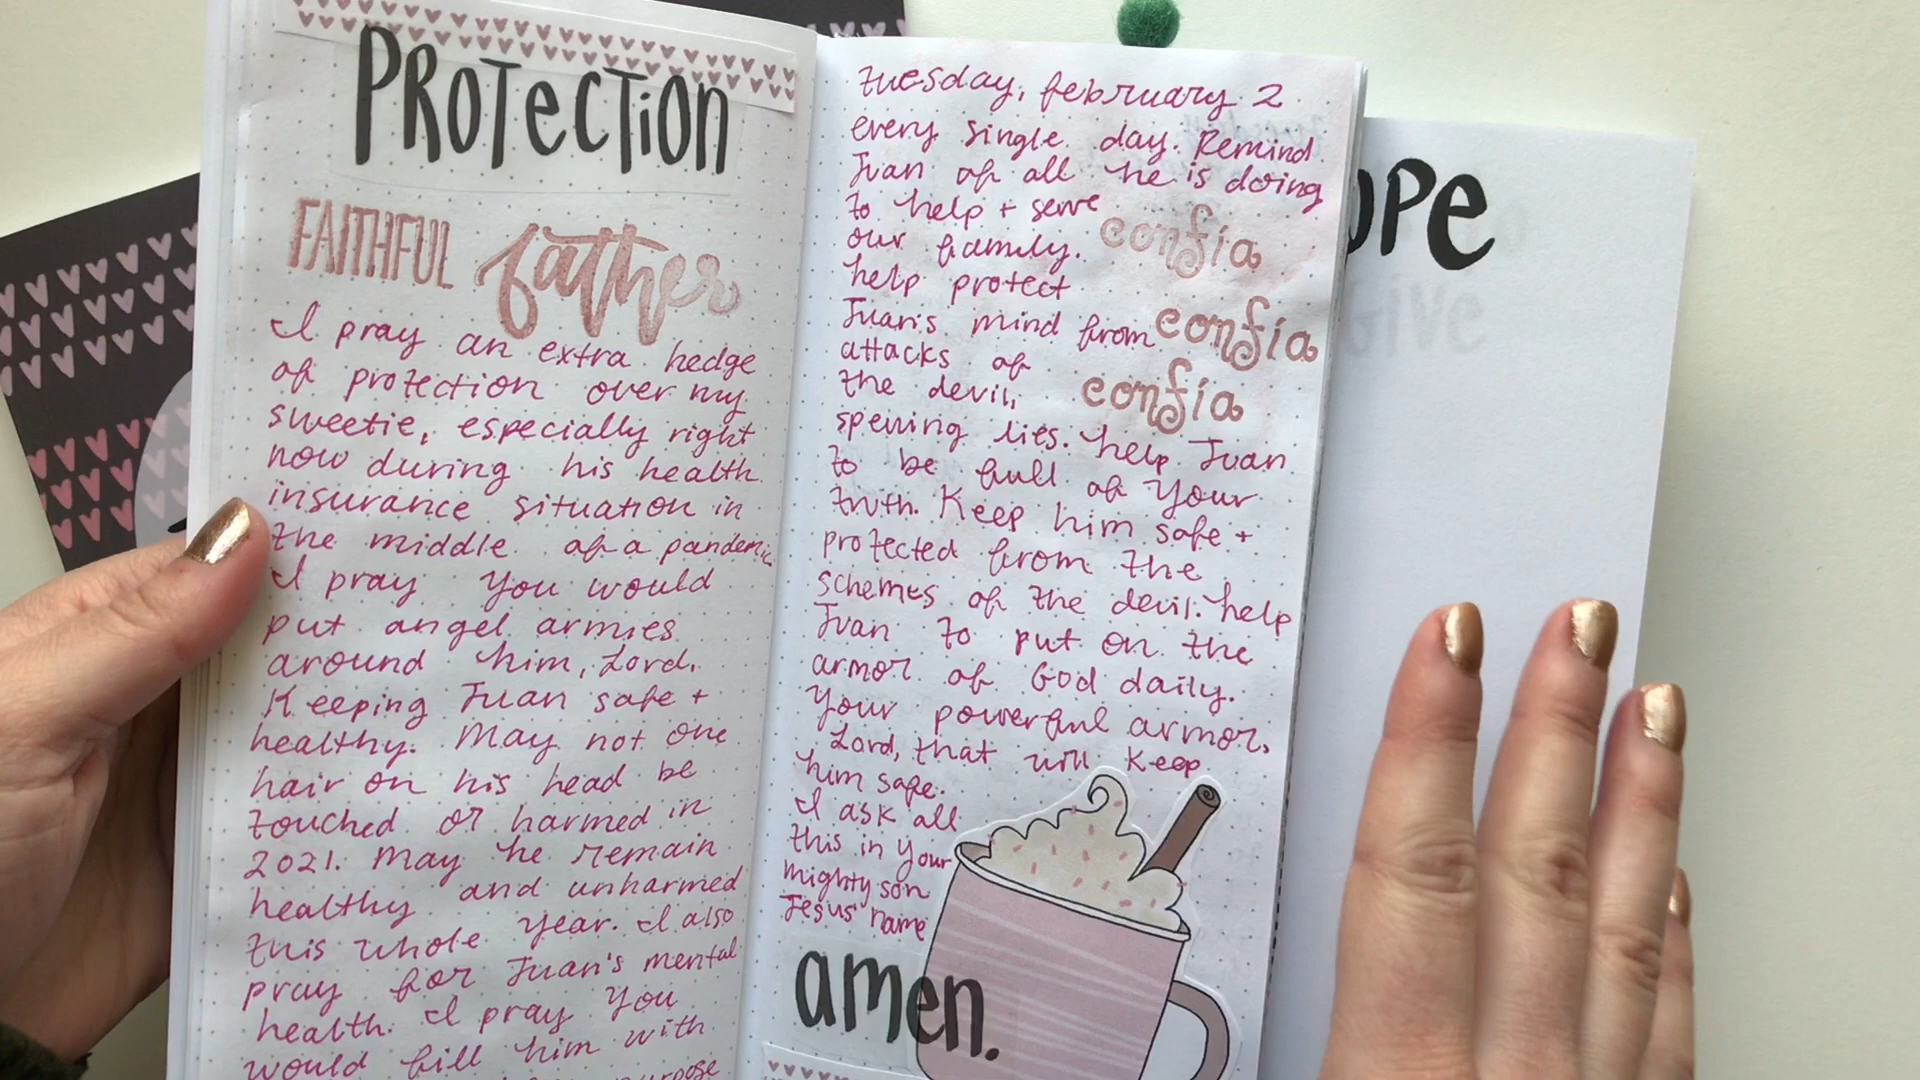 PROTECTION
FAITHFUL father
I pray an extra hedge
of protection over my
sweetie, especially right
now during his health
insurance situation in
the middle of a pandemic.
I pray you would
put angel armies
around him, Lord.
Keeping Juan safe +
healthy. May not one
hair on his head be
touched or harmed in
2021. May he remain
healthy and unharmed
this whole year. I also
pray for Juan's mental
health. I pray you
would fill him with
purpose
tuesday, february 2
every single day. Remind
Juan of all he is doing
to help + serve
our family.
help protect
Juan's mind from
attacks of
the devil,
spewing lies. help Juan
to be full of Your
truth. Keep him safe +
protected from the
schemes of the devil. help
Juan to put on the
armor of God daily.
Your powerful armor,
Lord, that will keep
him safe.
I ask all
this in your
mighty son
Jesus' name
amen.
confía
confía
confía
OPE
GIVE